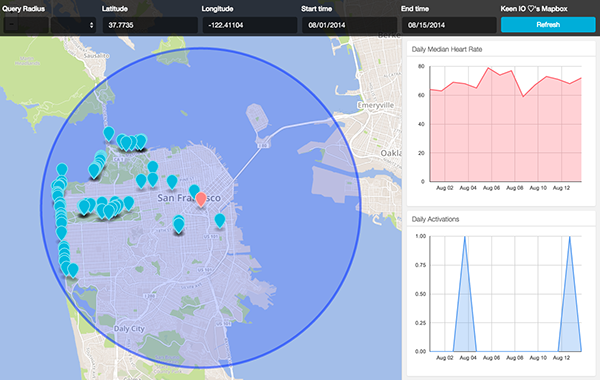 Query Radius
Latitude
Longitude
Start time
End time
Keen IO ♡'s Mapbox
37.7735
-122.41104
08/01/2014
08/15/2014
Refresh
Sausalito
Emeryville
Oakla
San Francisco
Daly City
Daily Median Heart Rate
80
60
40
20
0
Aug 02
Aug 04
Aug 06
Aug 08
Aug 10
Aug 12
Daily Activations
1.00
0.75
0.50
0.25
0.00
Aug 02
Aug 04
Aug 06
Aug 08
Aug 10
Aug 12